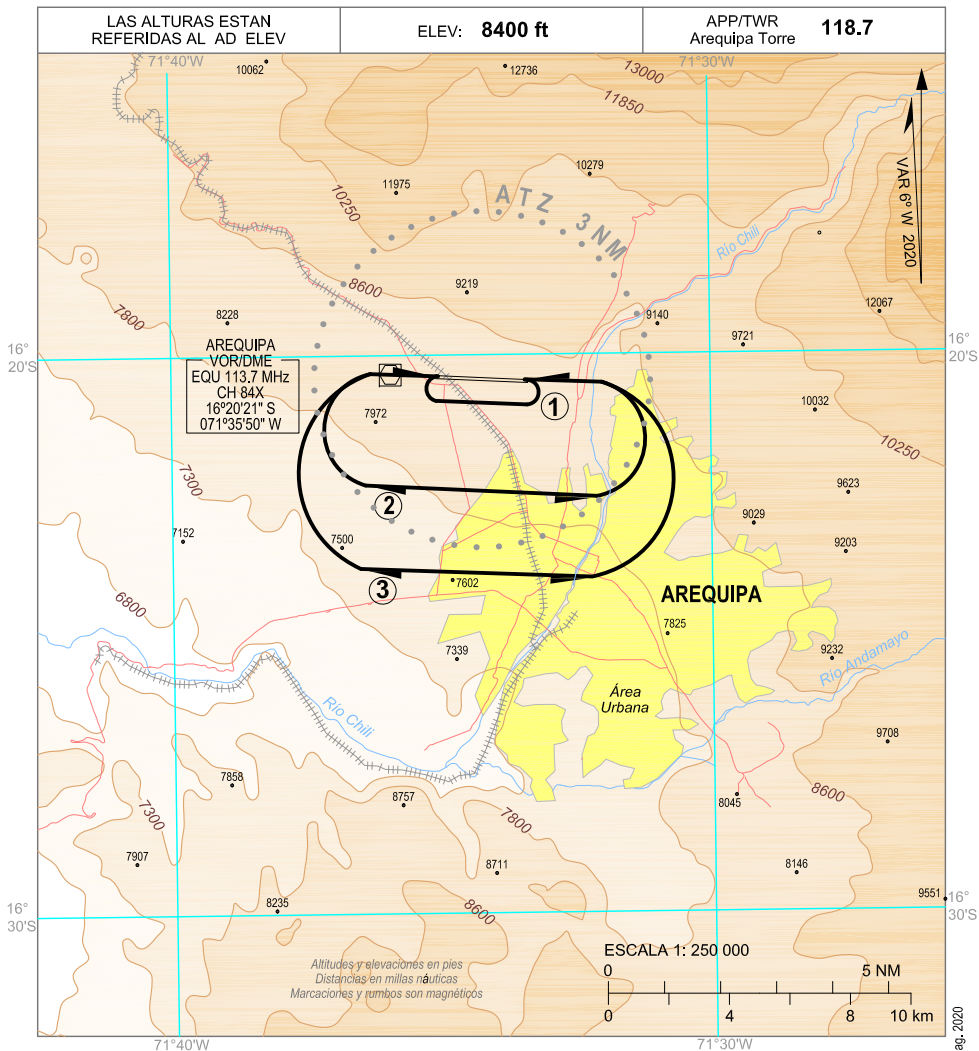 LAS ALTURAS ESTAN
REFERIDAS AL AD ELEV
ELEV: 8400 ft
APP/TWR
Arequipa Torre
118.7
71°40'W
71°30'W
10062
12736
13000
11850
VAR 6° W 2020
10279
11975
10250
ATZ 3NM
Río Chili
8600
9219
7800
8228
9140
12067
9721
16°
20'S
16°
20'S
AREQUIPA
VOR/DME
EQU 113.7 MHz
CH 84X
16°20'21" S
071°35'50" W
1
7972
10032
10250
7300
2
9623
9029
7152
7500
9203
3
7602
AREQUIPA
6800
7825
7339
9232
Río Andamayo
Área
Urbana
Río Chili
9708
7858
8757
8045
8600
7300
7800
7907
8711
8146
9551
16°
30'S
16°
30'S
8235
8600
ESCALA 1: 250 000
0
5 NM
0
4
8
10 km
Altitudes y elevaciones en pies
Distancias en millas náuticas
Marcaciones y rumbos son magnéticos
71°40'W
71°30'W
ag. 2020